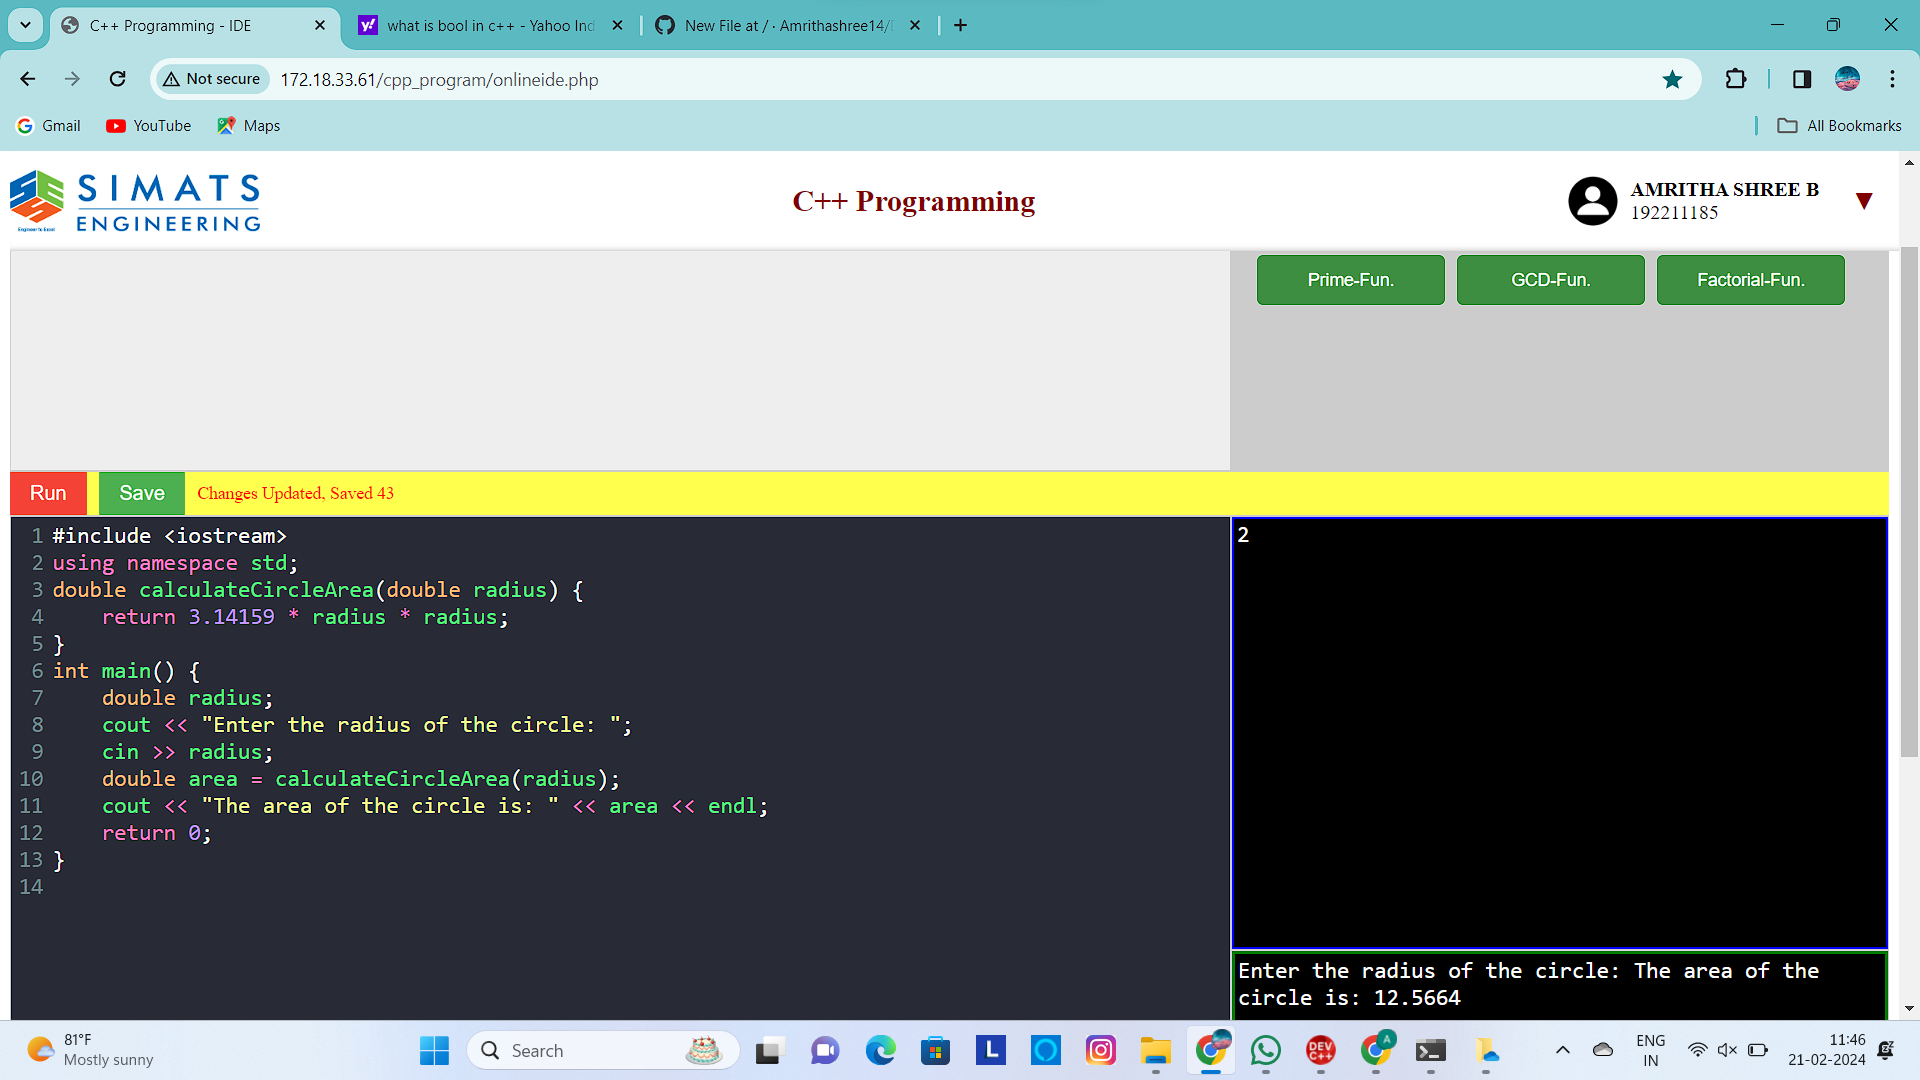 C++ Programming - IDE
what is bool in c++ - Yahoo Ind
New File at / · Amrithashree14/
Not secure
172.18.33.61/cpp_program/onlineide.php
Gmail
YouTube
Maps
All Bookmarks
SIMATS
ENGINEERING
Engineer to Excel
C++ Programming
AMRITHA SHREE B
192211185
Prime-Fun.
GCD-Fun.
Factorial-Fun.
Run
Save
Changes Updated, Saved 43
1 #include <iostream>
2 using namespace std;
3 double calculateCircleArea(double radius) {
4     return 3.14159 * radius * radius;
5 }
6 int main() {
7     double radius;
8     cout << "Enter the radius of the circle: ";
9     cin >> radius;
10     double area = calculateCircleArea(radius);
11     cout << "The area of the circle is: " << area << endl;
12     return 0;
13 }
14
2
Enter the radius of the circle: The area of the
circle is: 12.5664
81°F
Mostly sunny
Search
L
DEV
C++
A
ENG
IN
11:46
21-02-2024